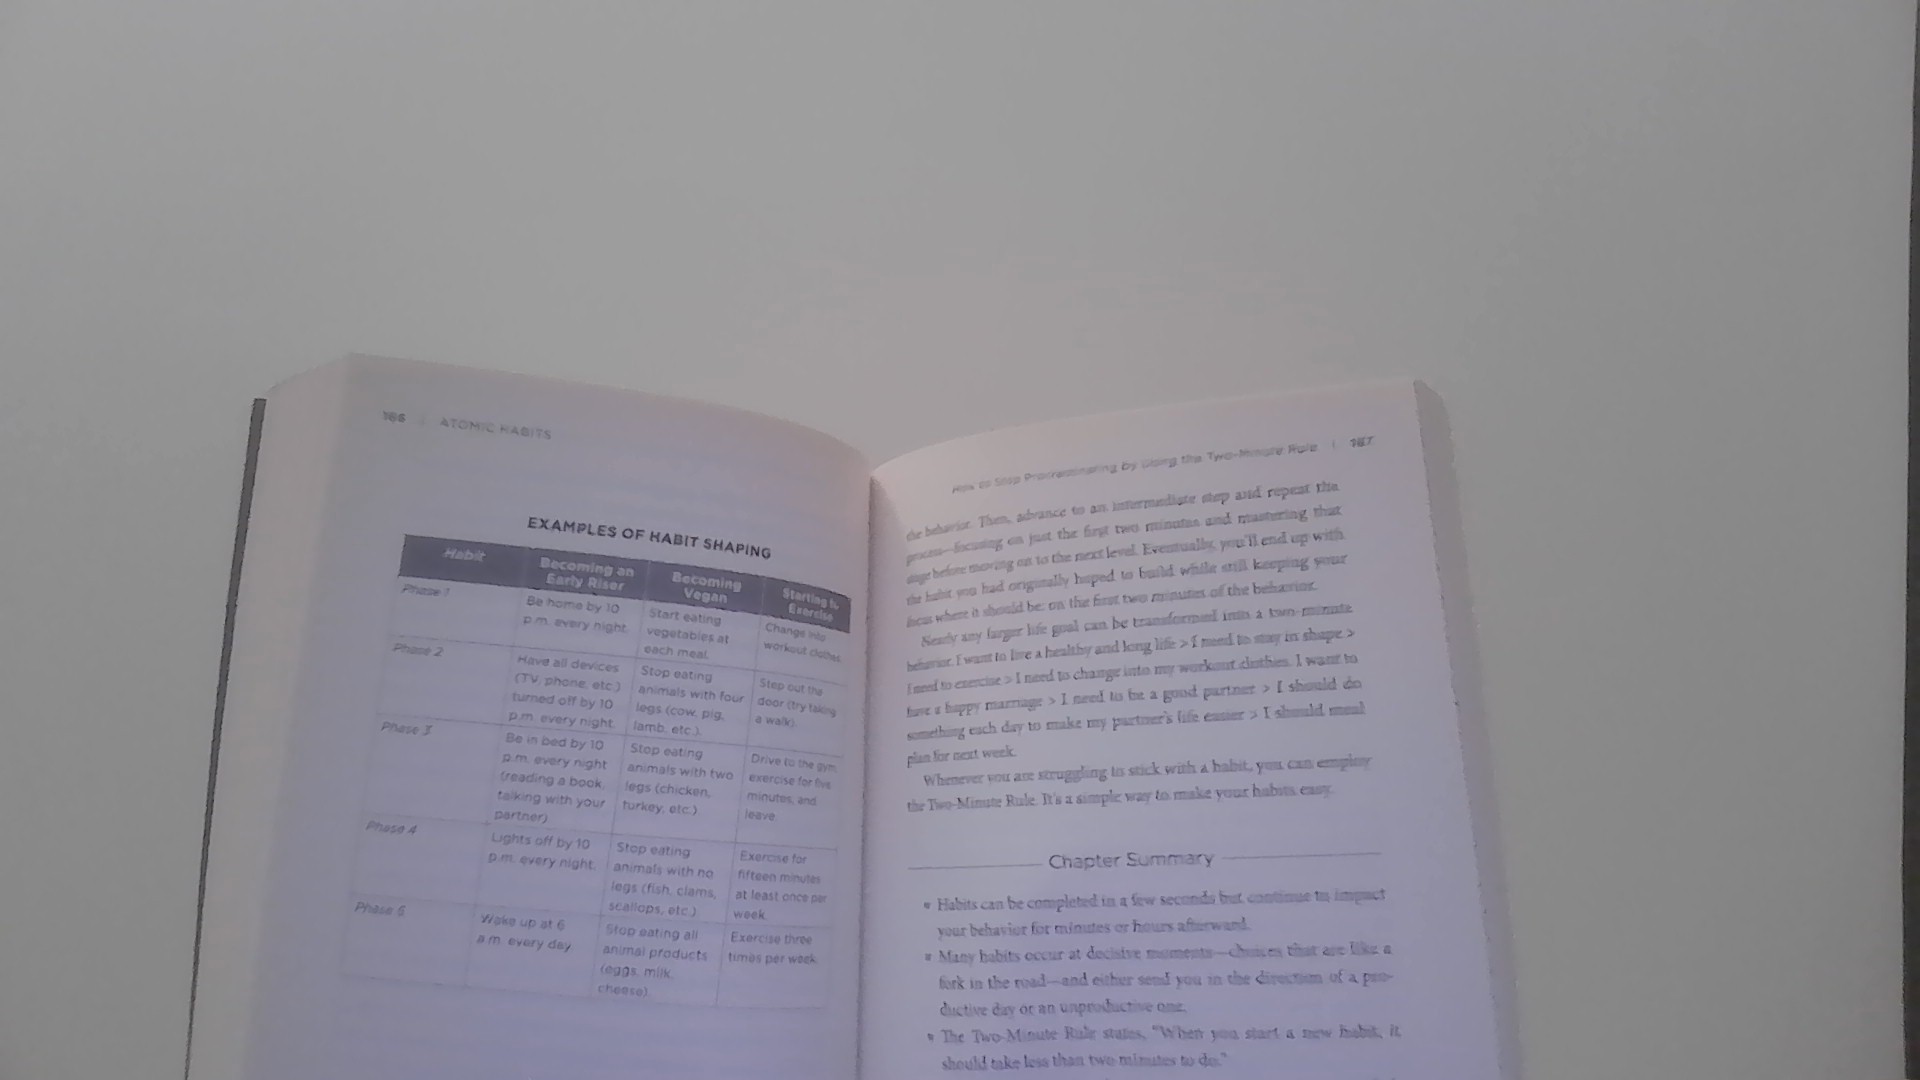 166 | ATOMIC HABITS
EXAMPLES OF HABIT SHAPING
Habit
Becoming an
Early Riser
Becoming
Vegan
Starting to
Exercise
Phase 1
Be home by 10
p.m. every night.
Start eating
vegetables at
each meal.
Change into
workout clothes.
Phase 2
Have all devices
(TV, phone, etc.)
turned off by 10
p.m. every night.
Stop eating
animals with four
legs (cow, pig,
lamb, etc.).
Step out the
door (try taking
a walk).
Phase 3
Be in bed by 10
p.m. every night
(reading a book,
talking with your
partner).
Stop eating
animals with two
legs (chicken,
turkey, etc.).
Drive to the gym,
exercise for five
minutes, and
leave.
Phase 4
Lights off by 10
p.m. every night.
Stop eating
animals with no
legs (fish, clams,
scallops, etc.).
Exercise for
fifteen minutes
at least once per
week.
Phase 5
Wake up at 6
a.m. every day.
Stop eating all
animal products
(eggs, milk,
cheese).
Exercise three
times per week.
How to Stop Procrastinating by Using the Two-Minute Rule | 167
the behavior. Then, advance to an intermediate step and repeat the
process—focusing on just the first two minutes and mastering that
stage before moving on to the next level. Eventually, you'll end up with
the habit you had originally hoped to build while still keeping your
focus where it should be: on the first two minutes of the behavior.
Nearly any larger life goal can be transformed into a two-minute
behavior. I want to live a healthy and long life > I need to stay in shape >
I need to exercise > I need to change into my workout clothes. I want to
have a happy marriage > I need to be a good partner > I should do
something each day to make my partner's life easier > I should meal
plan for next week.
Whenever you are struggling to stick with a habit, you can employ
the Two-Minute Rule. It's a simple way to make your habits easy.
Chapter Summary
▪ Habits can be completed in a few seconds but continue to impact
your behavior for minutes or hours afterward.
▪ Many habits occur at decisive moments—choices that are like a
fork in the road—and either send you in the direction of a pro-
ductive day or an unproductive one.
▪ The Two-Minute Rule states, "When you start a new habit, it
should take less than two minutes to do."